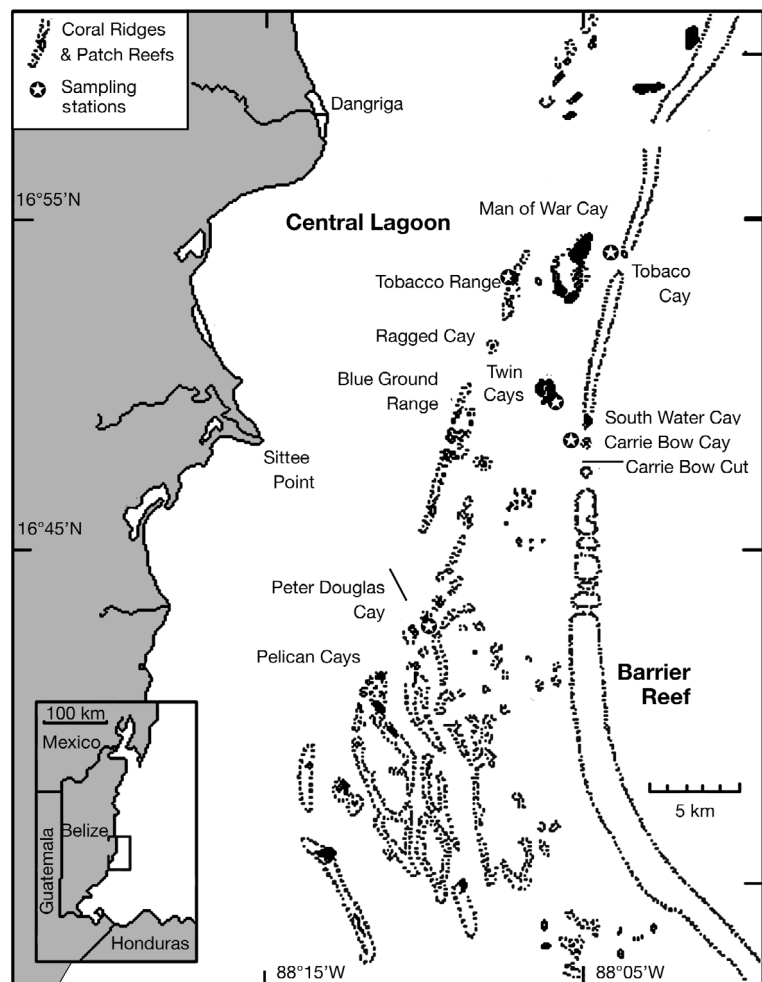 Coral Ridges
& Patch Reefs
Sampling
stations
Dangriga
16°55'N
Central Lagoon
Man of War Cay
Tobacco Range
Tobaco
Cay
Ragged Cay
Blue Ground
Range
Twin
Cays
South Water Cay
Carrie Bow Cay
Carrie Bow Cut
Sittee
Point
16°45'N
Peter Douglas
Cay
Pelican Cays
Barrier
Reef
5 km
100 km
Mexico
Belize
Guatemala
Honduras
88°15'W
88°05'W